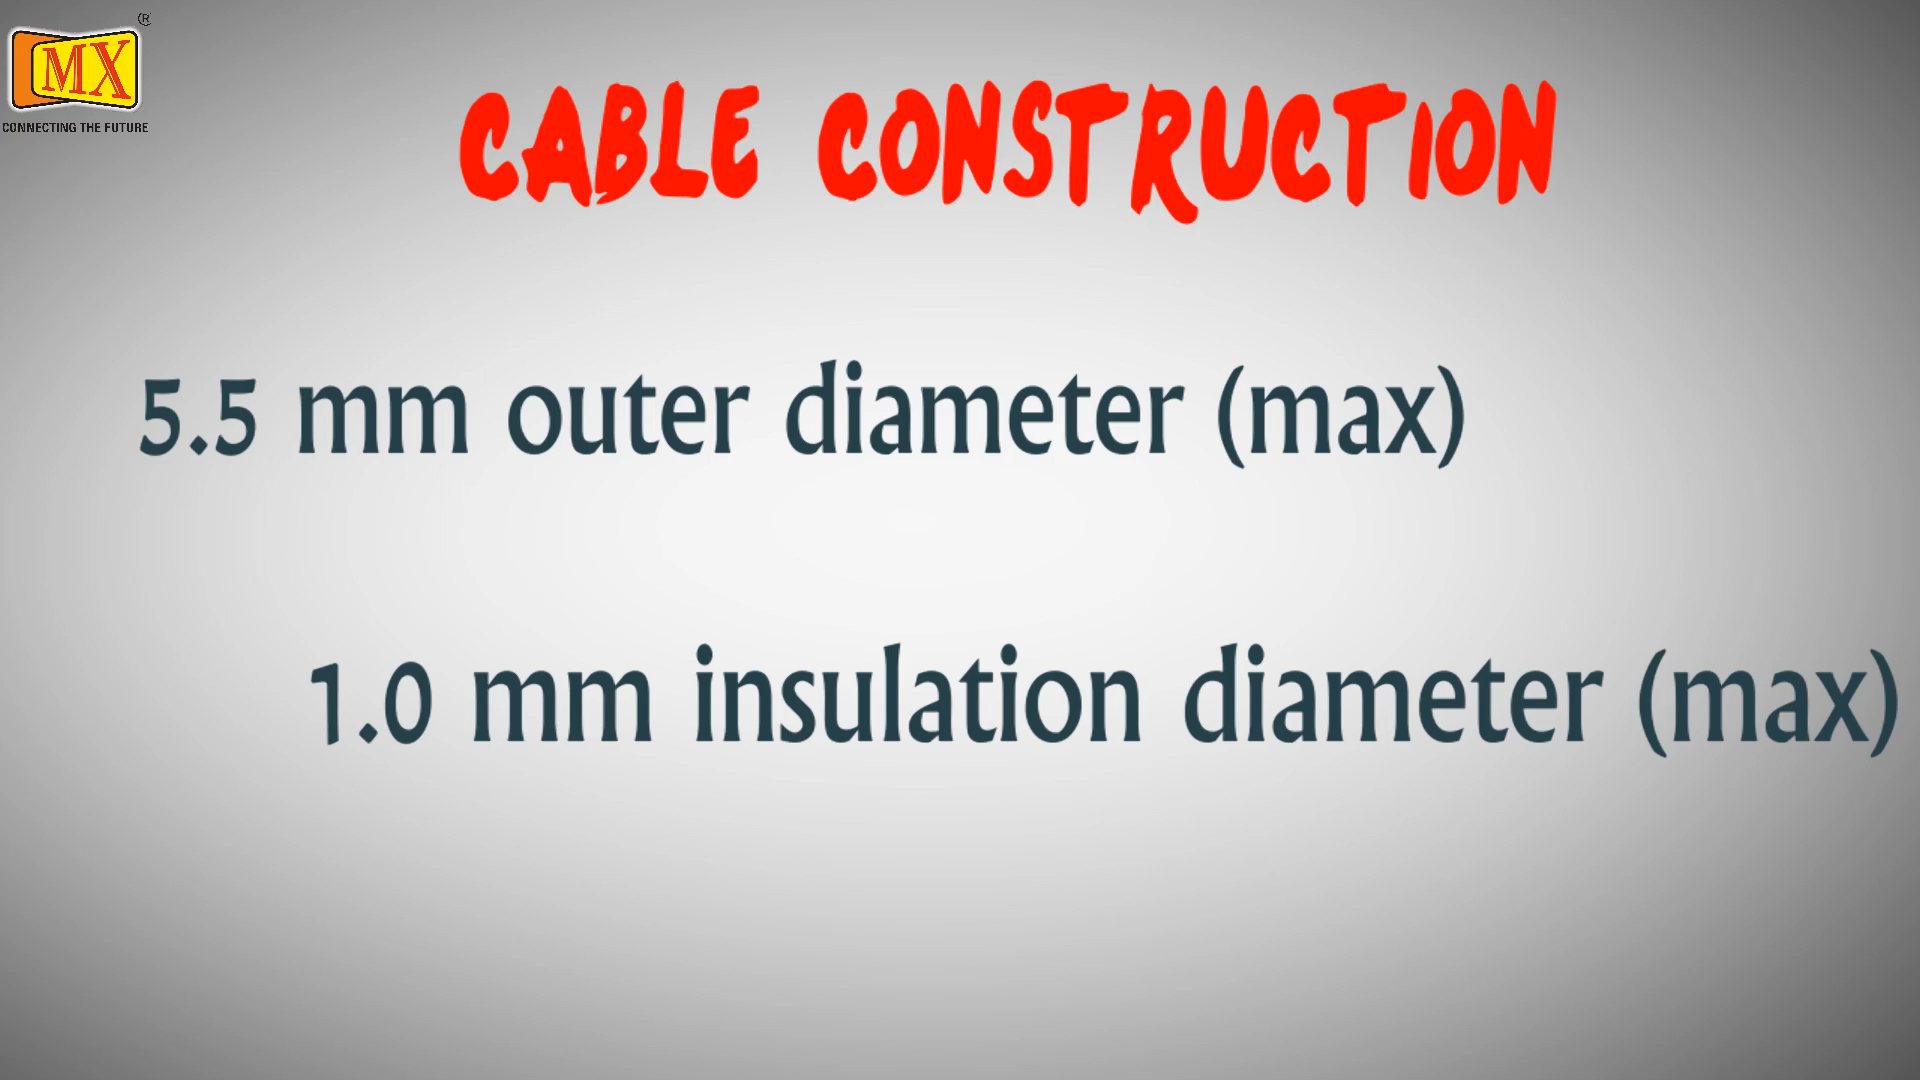 ®
MX
CONNECTING THE FUTURE
CABLE CONSTRUCTION
5.5 mm outer diameter (max)
1.0 mm insulation diameter (max)